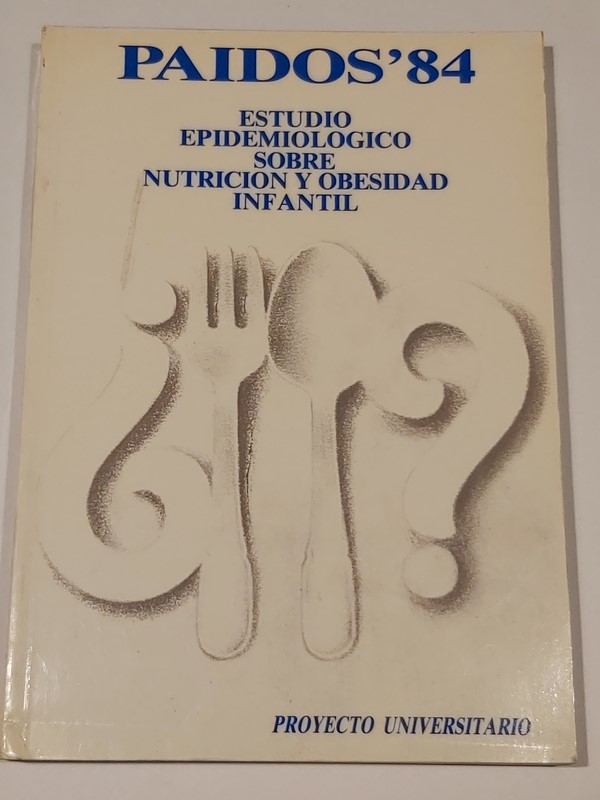 PAIDOS'84
ESTUDIO
EPIDEMIOLOGICO
SOBRE
NUTRICION Y OBESIDAD
INFANTIL
¿?
PROYECTO UNIVERSITARIO